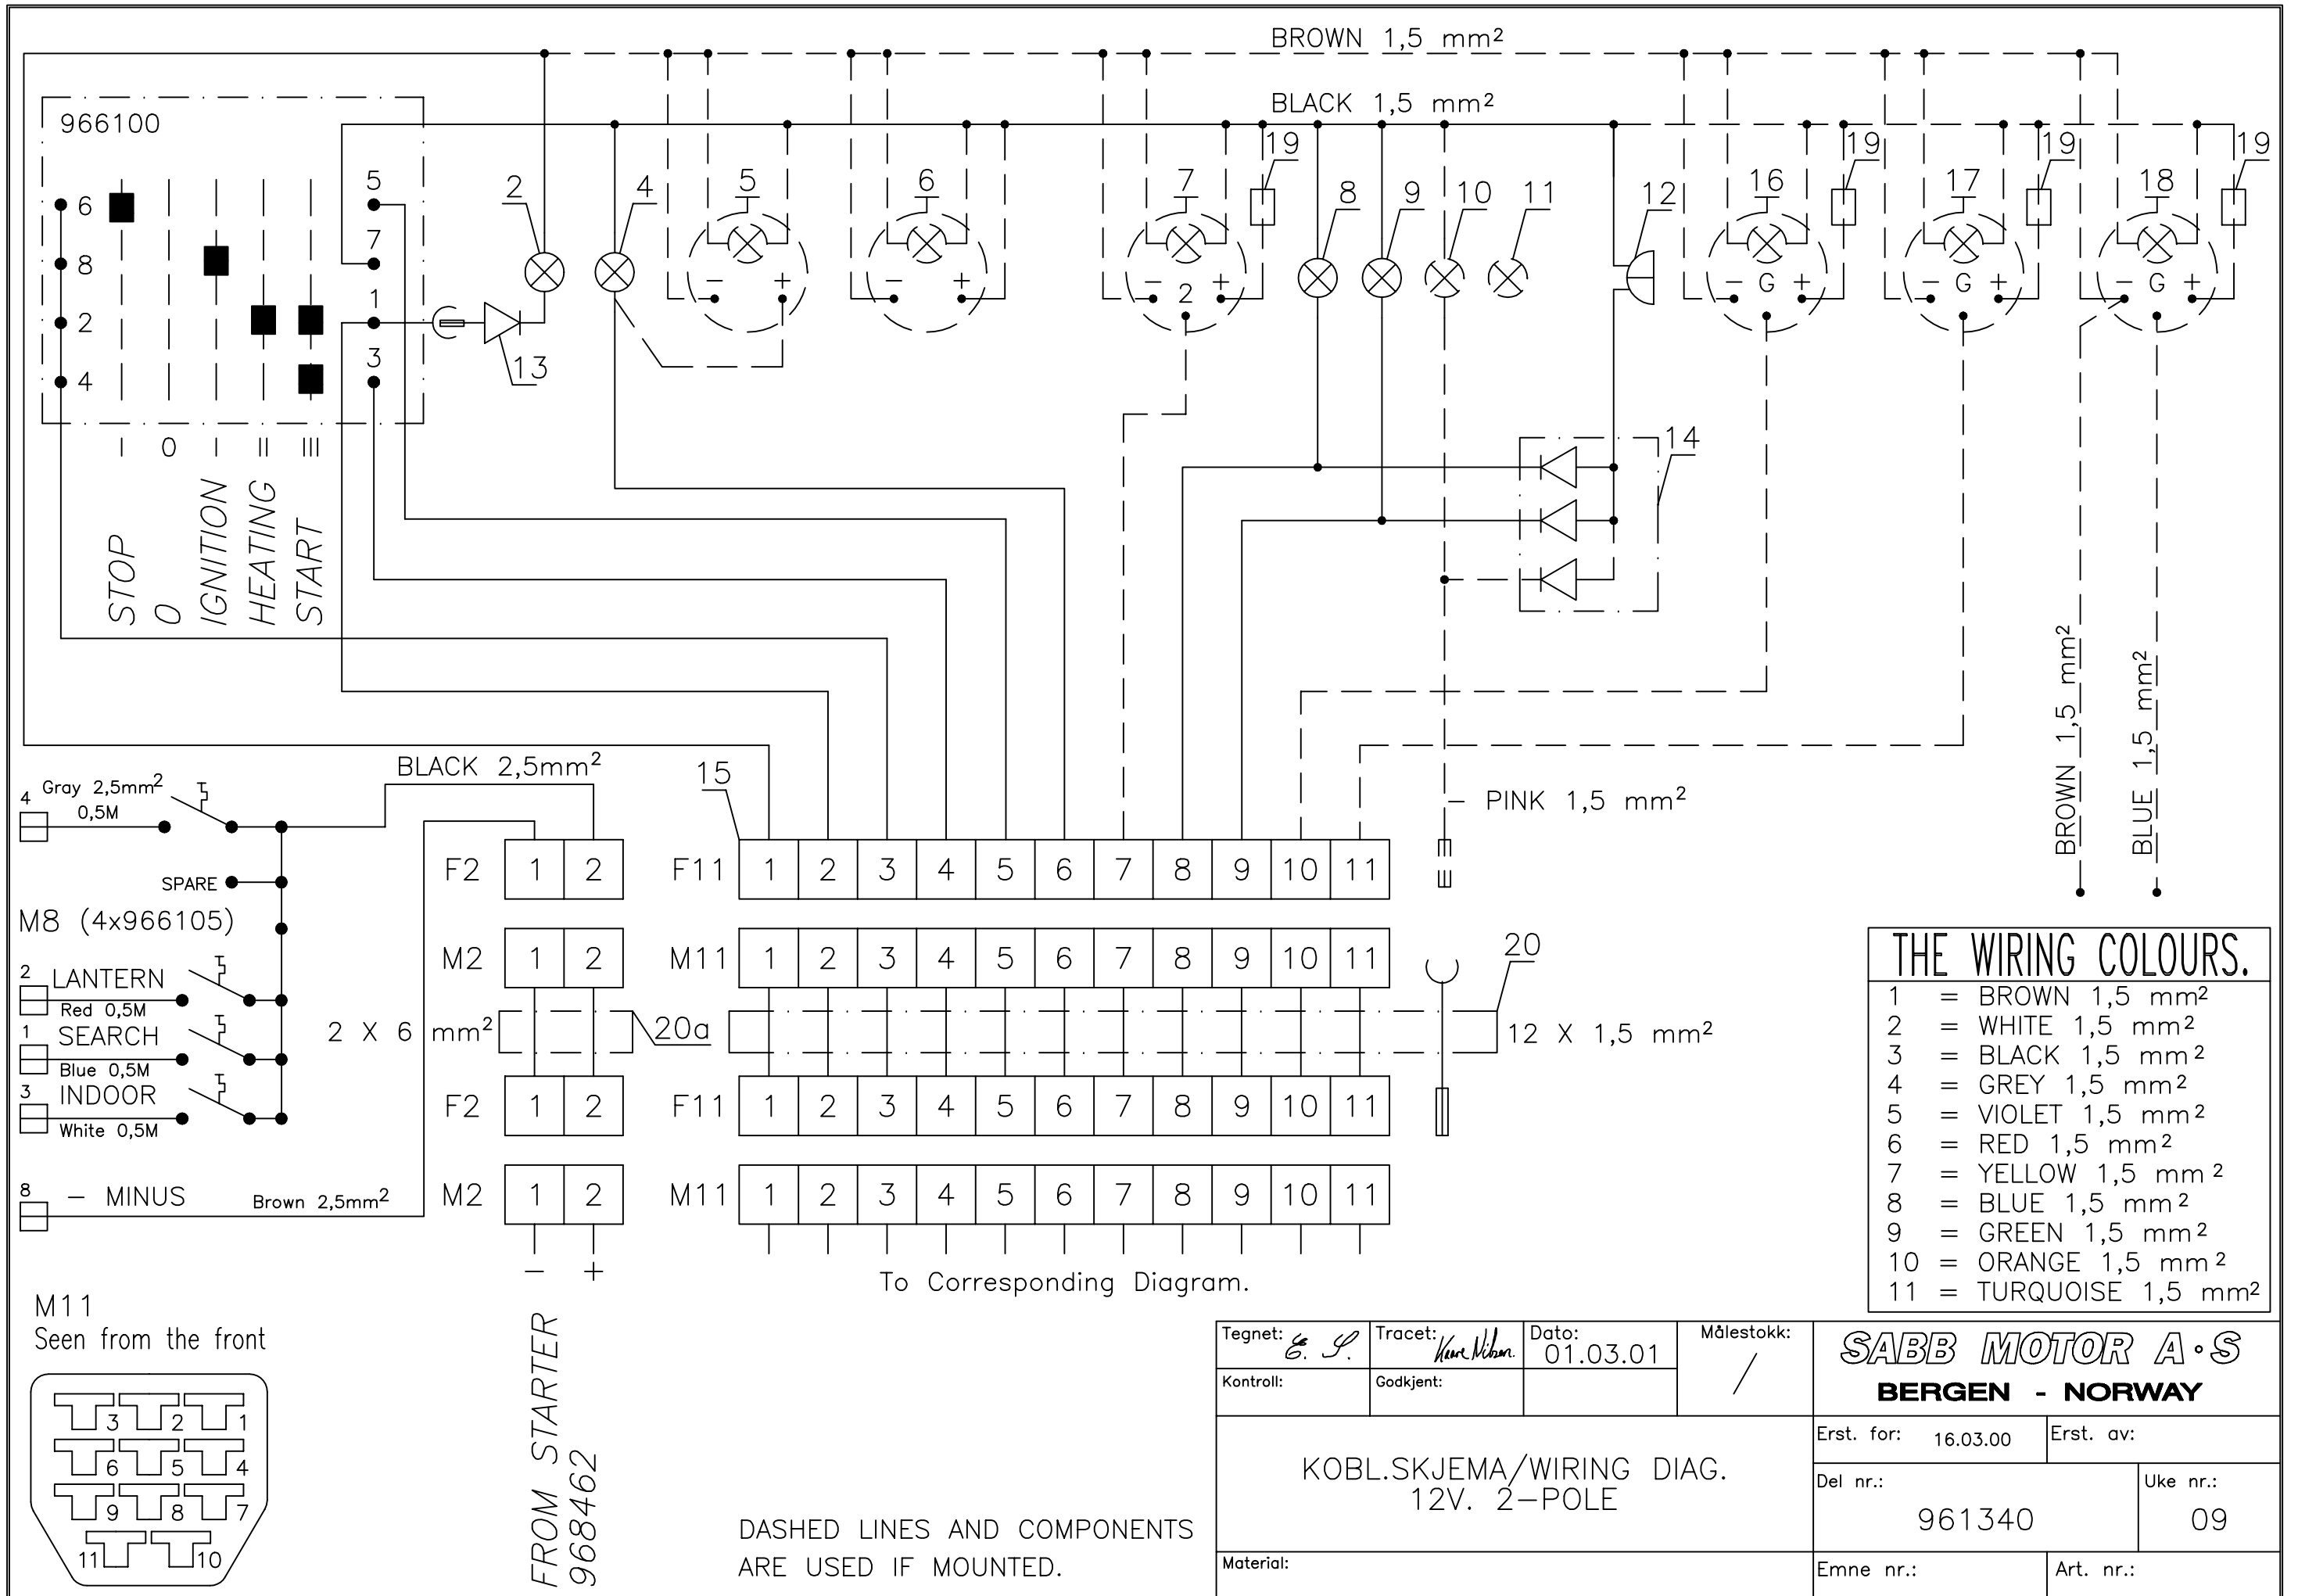 BROWN 1,5 mm²
BLACK 1,5 mm²
966100
6
8
2
4
5
7
1
3
I O I II III
STOP
O
IGNITION
HEATING
START
2
4
5
- +
6
- +
7
- 2 +
19
8
9
10
11
12
13
14
16
- G +
19
17
- G +
19
18
- G +
19
BROWN 1,5 mm²
BLUE 1,5 mm²
- PINK 1,5 mm²
BLACK 2,5mm²
15
4
Gray 2,5mm²
0,5M
SPARE
M8 (4x966105)
2
LANTERN
Red 0,5M
1
SEARCH
Blue 0,5M
3
INDOOR
White 0,5M
8
- MINUS
Brown 2,5mm²
F2 1 2
F11 1 2 3 4 5 6 7 8 9 10 11
M2 1 2
M11 1 2 3 4 5 6 7 8 9 10 11
2 X 6 mm²
20a
20
12 X 1,5 mm²
F2 1 2
F11 1 2 3 4 5 6 7 8 9 10 11
M2 1 2
M11 1 2 3 4 5 6 7 8 9 10 11
- +
To Corresponding Diagram.
FROM STARTER
968462
M11
Seen from the front
3 2 1
6 5 4
9 8 7
11 10
DASHED LINES AND COMPONENTS
ARE USED IF MOUNTED.
THE WIRING COLOURS.
1 = BROWN 1,5 mm²
2 = WHITE 1,5 mm²
3 = BLACK 1,5 mm²
4 = GREY 1,5 mm²
5 = VIOLET 1,5 mm²
6 = RED 1,5 mm²
7 = YELLOW 1,5 mm²
8 = BLUE 1,5 mm²
9 = GREEN 1,5 mm²
10 = ORANGE 1,5 mm²
11 = TURQUOISE 1,5 mm²
Tegnet: E. S.
Tracet: Kaare Nilsen.
Dato:
01.03.01
Målestokk:
/
Kontroll:
Godkjent:
SABB MOTOR A·S
BERGEN - NORWAY
KOBL.SKJEMA/WIRING DIAG.
12V. 2-POLE
Erst. for: 16.03.00
Erst. av:
Del nr.:
961340
Uke nr.:
09
Material:
Emne nr.:
Art. nr.: